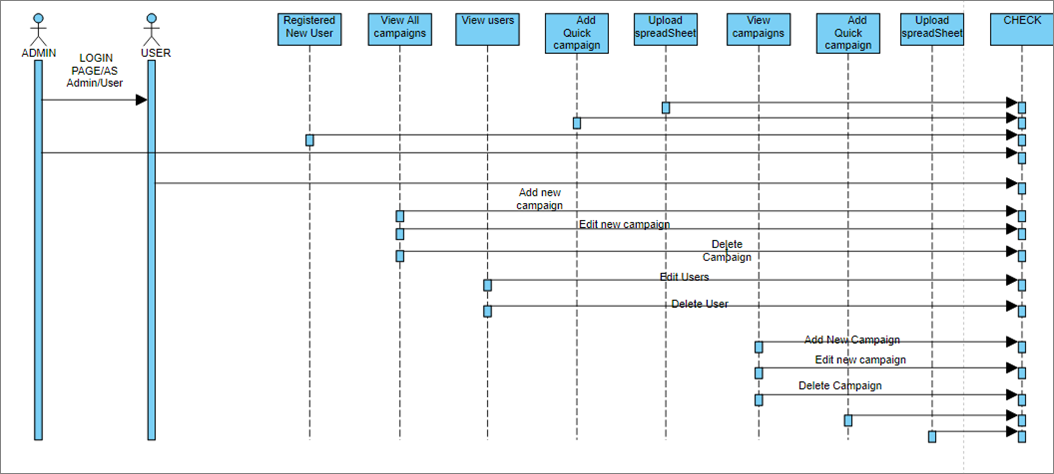 ADMIN
USER
Registered
New User
View All
campaigns
View users
Add
Quick
campaign
Upload
spreadSheet
View
campaigns
Add
Quick
campaign
Upload
spreadSheet
CHECK
LOGIN
PAGE/AS
Admin/User
Add new
campaign
Edit new campaign
Delete
Campaign
Edit Users
Delete User
Add New Campaign
Edit new campaign
Delete Campaign